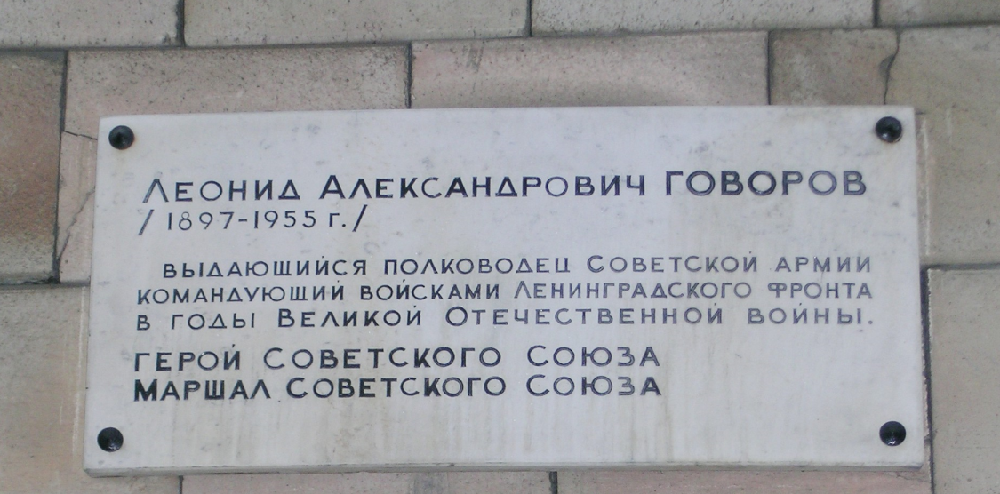 Леонид Александрович ГОВОРОВ
/1897-1955 г./
выдающийся полководец Советской Армии
командующий войсками Ленинградского фронта
в годы Великой Отечественной войны.
Герой Советского Союза
Маршал Советского Союза